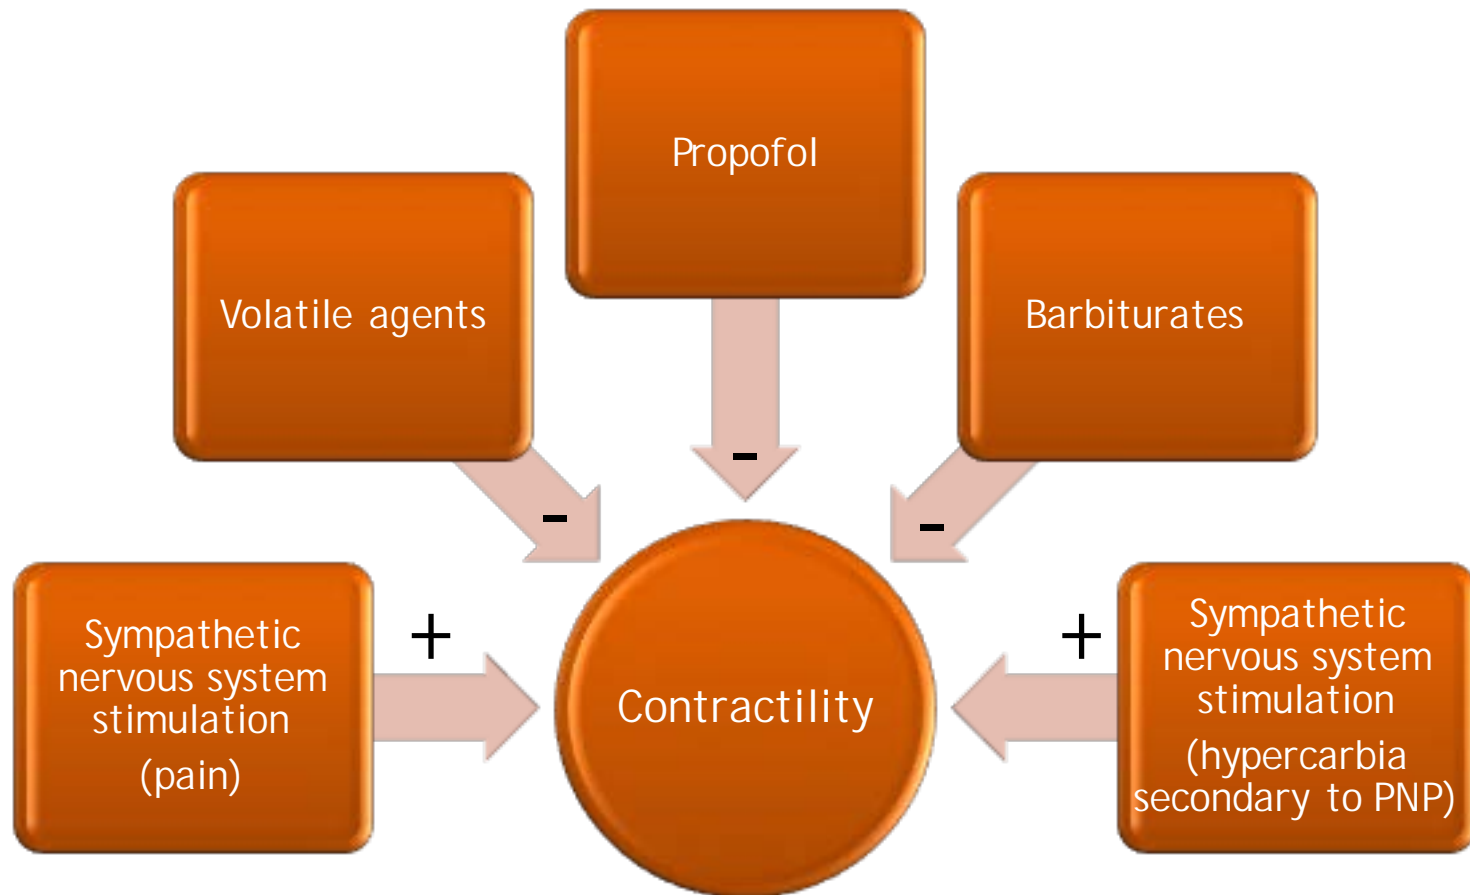 Propofol
Volatile agents
-
-
Barbiturates
-
Sympathetic
nervous system
stimulation
(pain)
+
Contractility
+
Sympathetic
nervous system
stimulation
(hypercarbia
secondary to PNP)